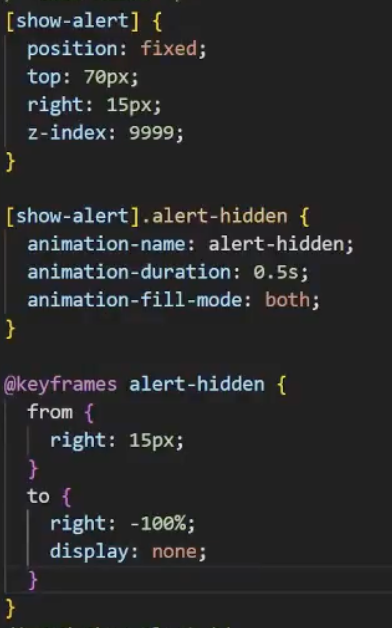 [show-alert] {
  position: fixed;
  top: 70px;
  right: 15px;
  z-index: 9999;
}

[show-alert].alert-hidden {
  animation-name: alert-hidden;
  animation-duration: 0.5s;
  animation-fill-mode: both;
}

@keyframes alert-hidden {
  from {
    right: 15px;
  }
  to {
    right: -100%;
    display: none;
  }
}